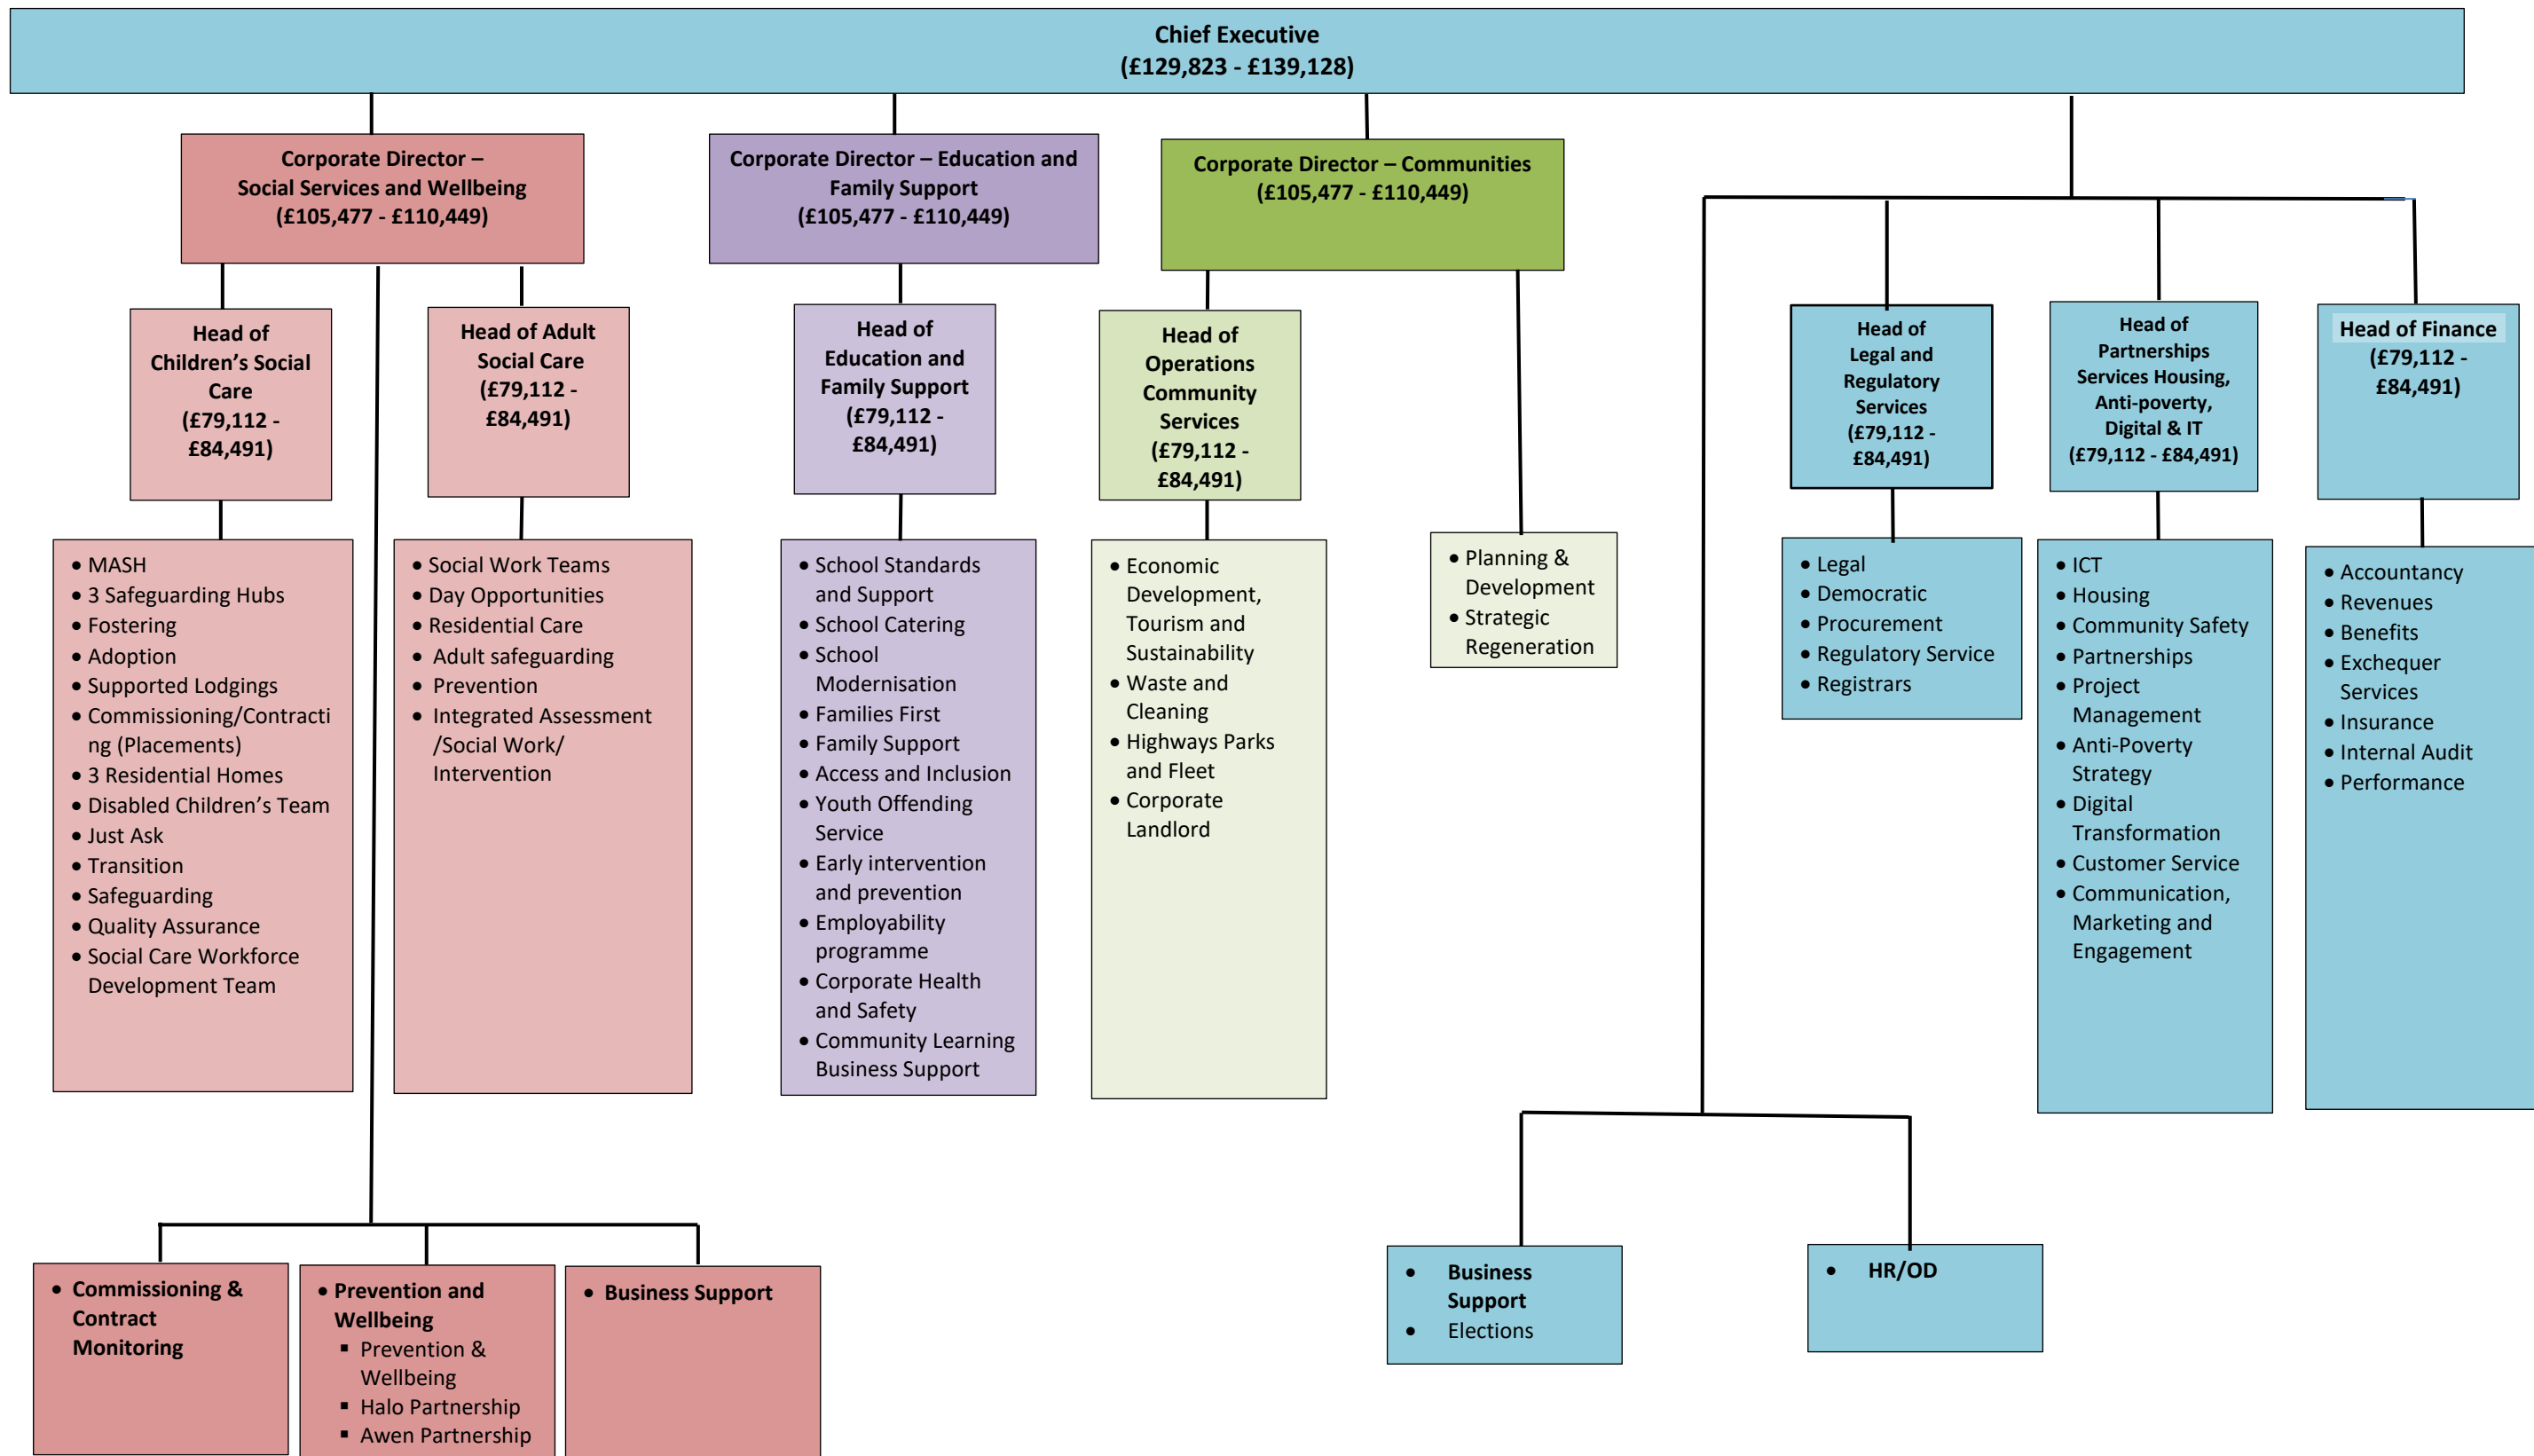 Chief Executive
(£129,823 - £139,128)
Corporate Director –
Social Services and Wellbeing
(£105,477 - £110,449)
Corporate Director – Education and
Family Support
(£105,477 - £110,449)
Corporate Director – Communities
(£105,477 - £110,449)
Head of
Children’s Social
Care
(£79,112 -
£84,491)
Head of Adult
Social Care
(£79,112 -
£84,491)
Head of
Education and
Family Support
(£79,112 -
£84,491)
Head of
Operations
Community
Services
(£79,112 -
£84,491)
Head of
Legal and
Regulatory
Services
(£79,112 -
£84,491)
Head of
Partnerships
Services Housing,
Anti-poverty,
Digital & IT
(£79,112 - £84,491)
Head of Finance
(£79,112 -
£84,491)
• MASH
• 3 Safeguarding Hubs
• Fostering
• Adoption
• Supported Lodgings
• Commissioning/Contracti
ng (Placements)
• 3 Residential Homes
• Disabled Children’s Team
• Just Ask
• Transition
• Safeguarding
• Quality Assurance
• Social Care Workforce
Development Team
• Social Work Teams
• Day Opportunities
• Residential Care
• Adult safeguarding
• Prevention
• Integrated Assessment
/Social Work/
Intervention
• School Standards
and Support
• School Catering
• School
Modernisation
• Families First
• Family Support
• Access and Inclusion
• Youth Offending
Service
• Early intervention
and prevention
• Employability
programme
• Corporate Health
and Safety
• Community Learning
Business Support
• Economic
Development,
Tourism and
Sustainability
• Waste and
Cleaning
• Highways Parks
and Fleet
• Corporate
Landlord
• Planning &
Development
• Strategic
Regeneration
• Legal
• Democratic
• Procurement
• Regulatory Service
• Registrars
• ICT
• Housing
• Community Safety
• Partnerships
• Project
Management
• Anti-Poverty
Strategy
• Digital
Transformation
• Customer Service
• Communication,
Marketing and
Engagement
• Accountancy
• Revenues
• Benefits
• Exchequer
Services
• Insurance
• Internal Audit
• Performance
• Commissioning &
Contract
Monitoring
• Prevention and
Wellbeing
▪ Prevention &
Wellbeing
▪ Halo Partnership
▪ Awen Partnership
• Business Support
• Business
Support
• Elections
• HR/OD